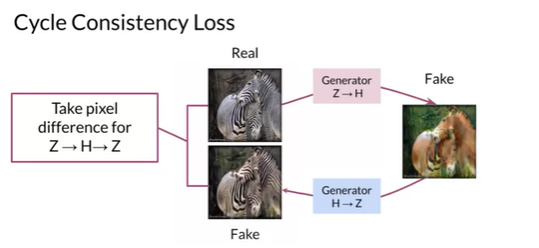 Cycle Consistency Loss
Real
Generator
Z→H
Fake
Take pixel
difference for
Z→H→Z
Generator
H→Z
Fake